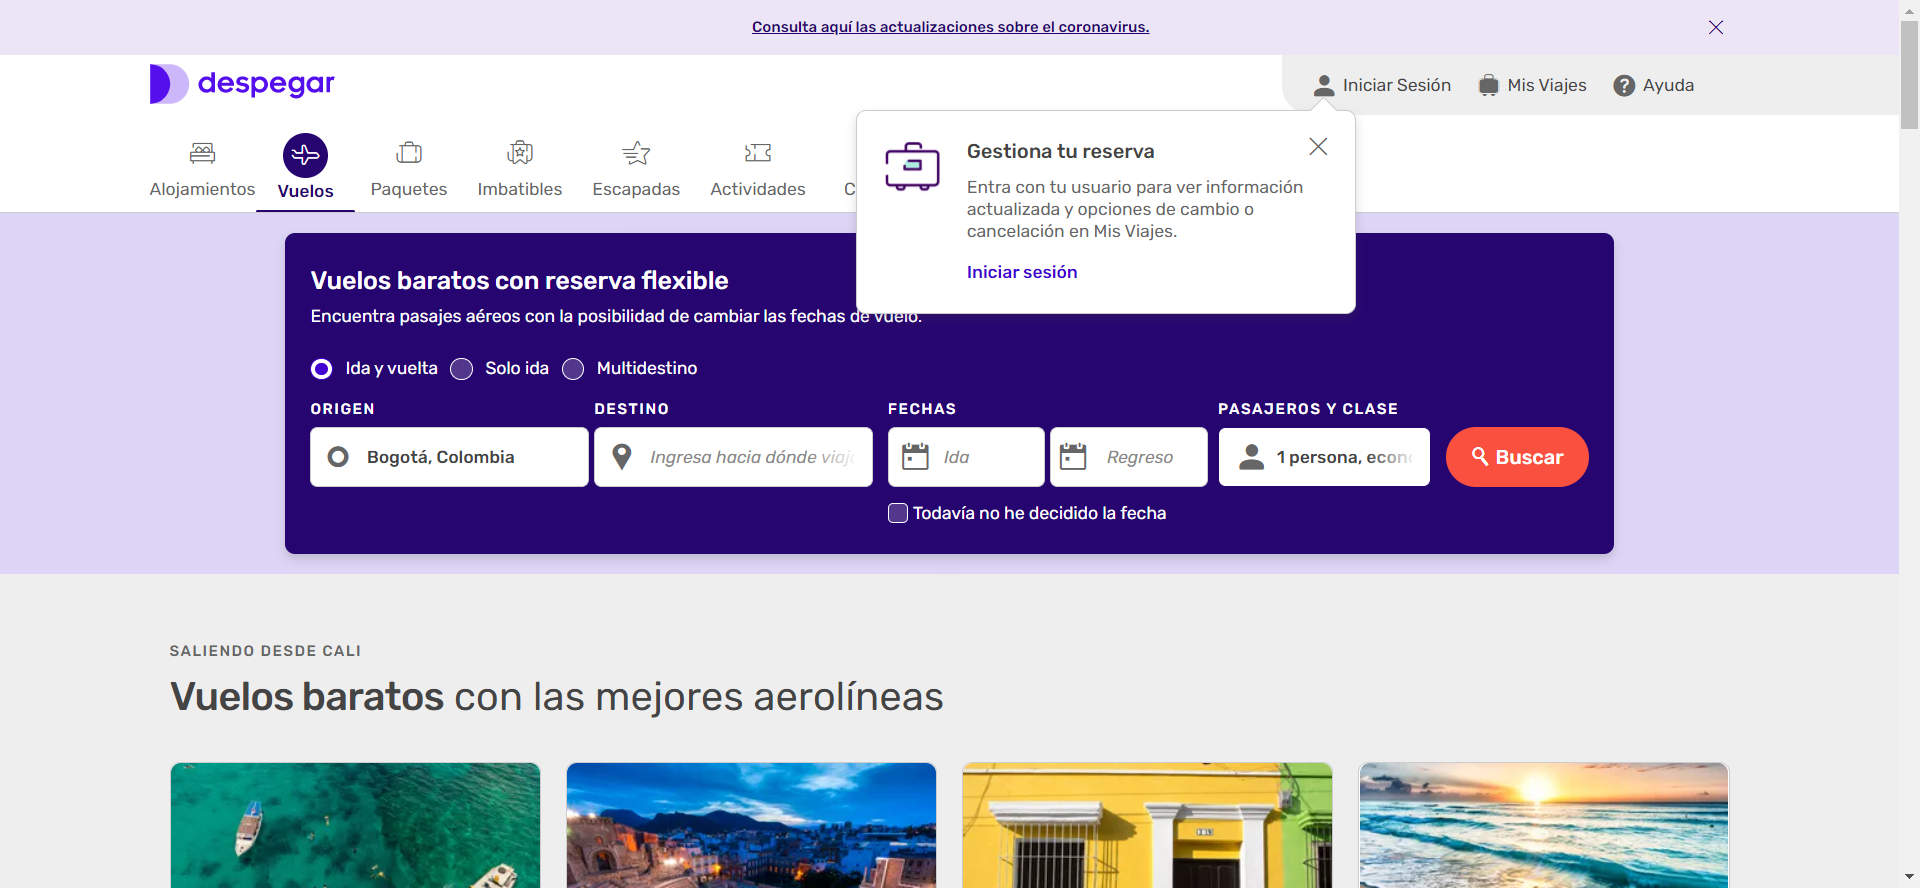 Consulta aquí las actualizaciones sobre el coronavirus.
despegar
Iniciar Sesión
Mis Viajes
Ayuda
Alojamientos
Vuelos
Paquetes
Imbatibles
Escapadas
Actividades
C
Gestiona tu reserva
Entra con tu usuario para ver información
actualizada y opciones de cambio o
cancelación en Mis Viajes.
Iniciar sesión
Vuelos baratos con reserva flexible
Encuentra pasajes aéreos con la posibilidad de cambiar las fechas de vuelo.
Ida y vuelta
Solo ida
Multidestino
ORIGEN
DESTINO
FECHAS
PASAJEROS Y CLASE
Bogotá, Colombia
Ingresa hacia dónde viaj
Ida
Regreso
1 persona, econ
Buscar
Todavía no he decidido la fecha
SALIENDO DESDE CALI
Vuelos baratos con las mejores aerolíneas